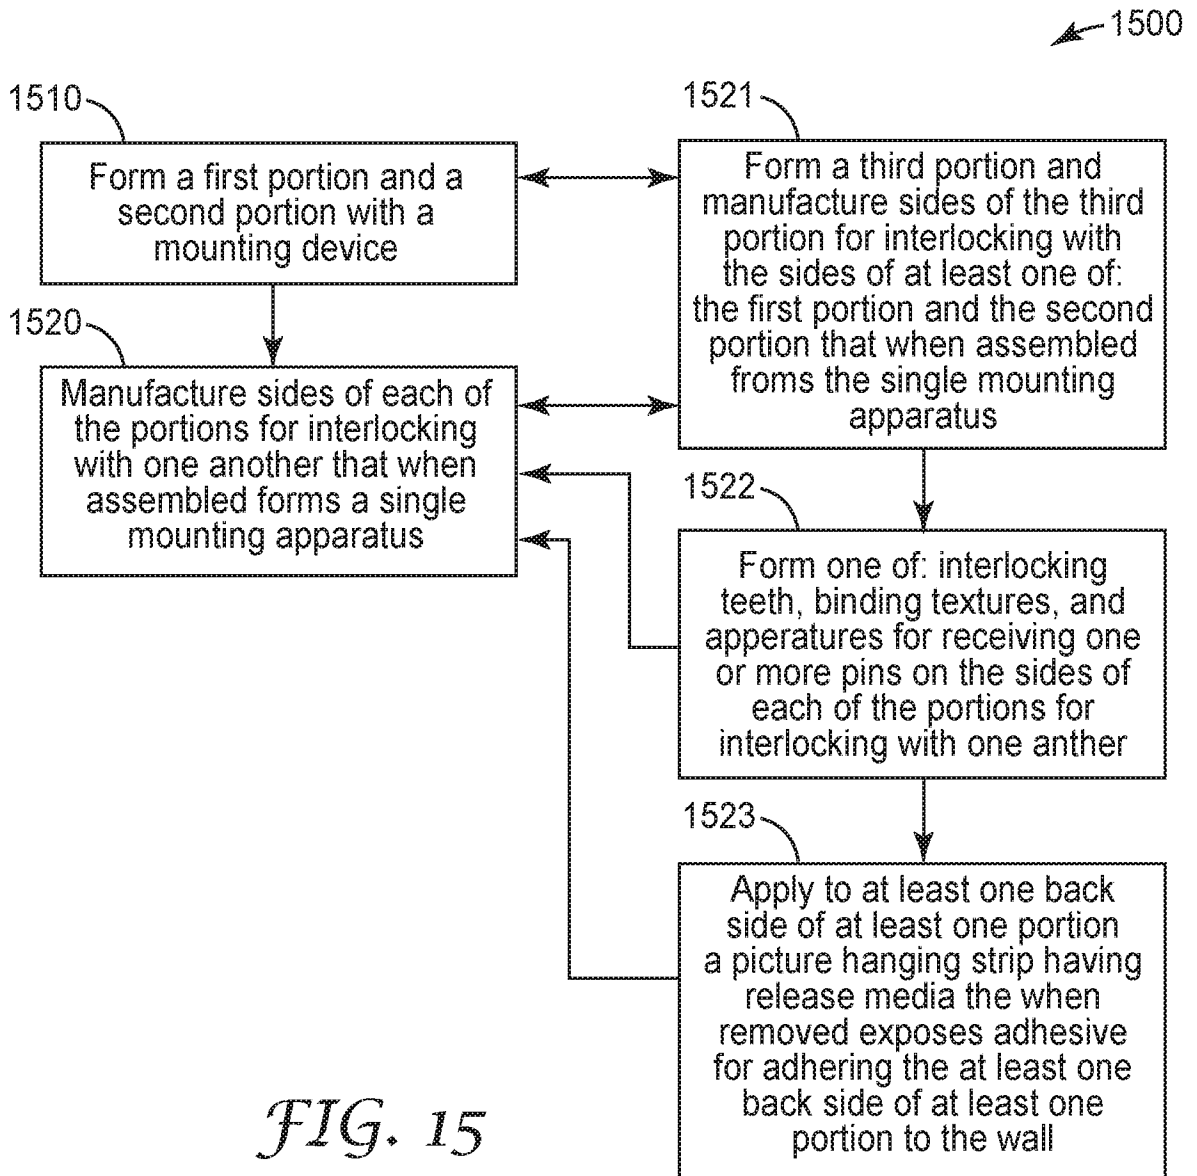 1500
1510
Form a first portion and a
second portion with a
mounting device
1520
Manufacture sides of each of
the portions for interlocking
with one another that when
assembled forms a single
mounting apparatus
1521
Form a third portion and
manufacture sides of the third
portion for interlocking with
the sides of at least one of:
the first portion and the second
portion that when assembled
froms the single mounting
apparatus
1522
Form one of: interlocking
teeth, binding textures, and
apperatures for receiving one
or more pins on the sides of
each of the portions for
interlocking with one anther
1523
Apply to at least one back
side of at least one portion
a picture hanging strip having
release media the when
removed exposes adhesive
for adhering the at least one
back side of at least one
portion to the wall
FIG. 15